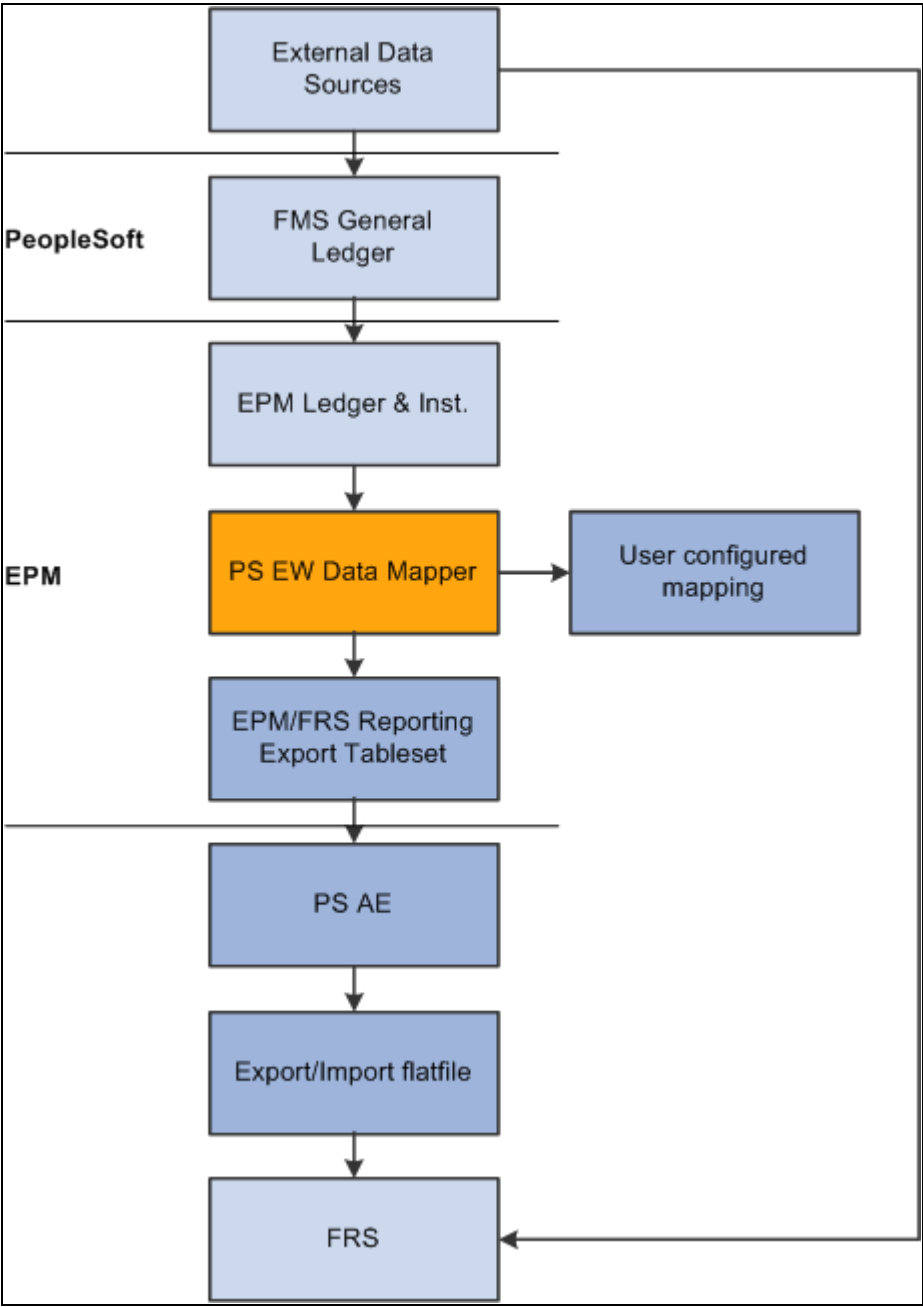 External Data
Sources
PeopleSoft
FMS General
Ledger
EPM Ledger & Inst.
EPM
PS EW Data Mapper
User configured
mapping
EPM/FRS Reporting
Export Tableset
PS AE
Export/Import flatfile
FRS